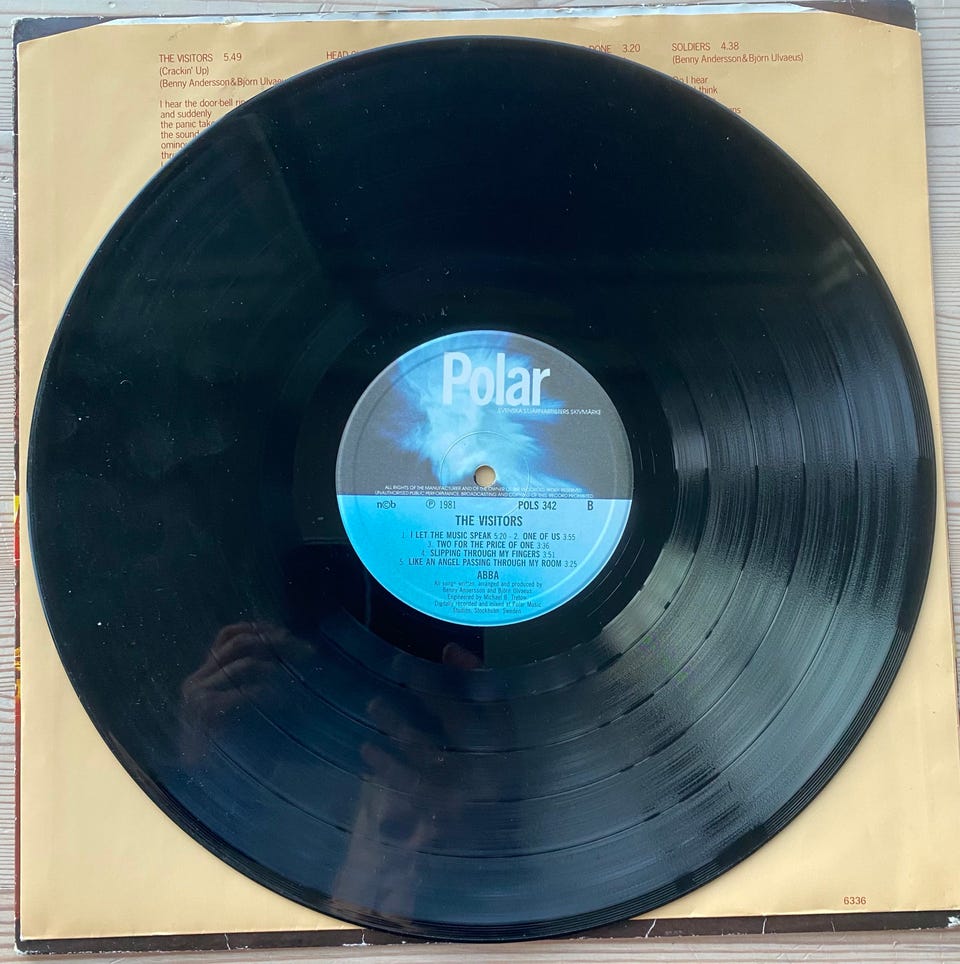 THE VISITORS 5.49
(Crackin' Up)
(Benny Andersson & Björn Ulvaeus
I hear the door-bell
and suddenly
the panic
the sound
HEAD
DONE 3.20
SOLDIERS 4.38
(Benny Andersson & Björn Ulvaeus)
I hear
think
Polar
SVENSKA STJÄRNARTISTERS SKIVMÄRKE
ALL RIGHTS OF THE MANUFACTURER AND OF THE OWNER OF THE RECORDED WORK RESERVED
UNAUTHORISED PUBLIC PERFORMANCE, BROADCASTING AND COPYING OF THIS RECORD PROHIBITED
n©b ℗ 1981 POLS 342 B
THE VISITORS
1. I LET THE MUSIC SPEAK 5.20 - 2. ONE OF US 3.55
3. TWO FOR THE PRICE OF ONE 3.36
4. SLIPPING THROUGH MY FINGERS 3.51
5. LIKE AN ANGEL PASSING THROUGH MY ROOM 3.25
ABBA
All songs written, arranged and produced by
Benny Andersson and Björn Ulvaeus
Engineered by Michael B. Tretow
Digitally recorded and mixed at Polar Music
Studios, Stockholm, Sweden
6336